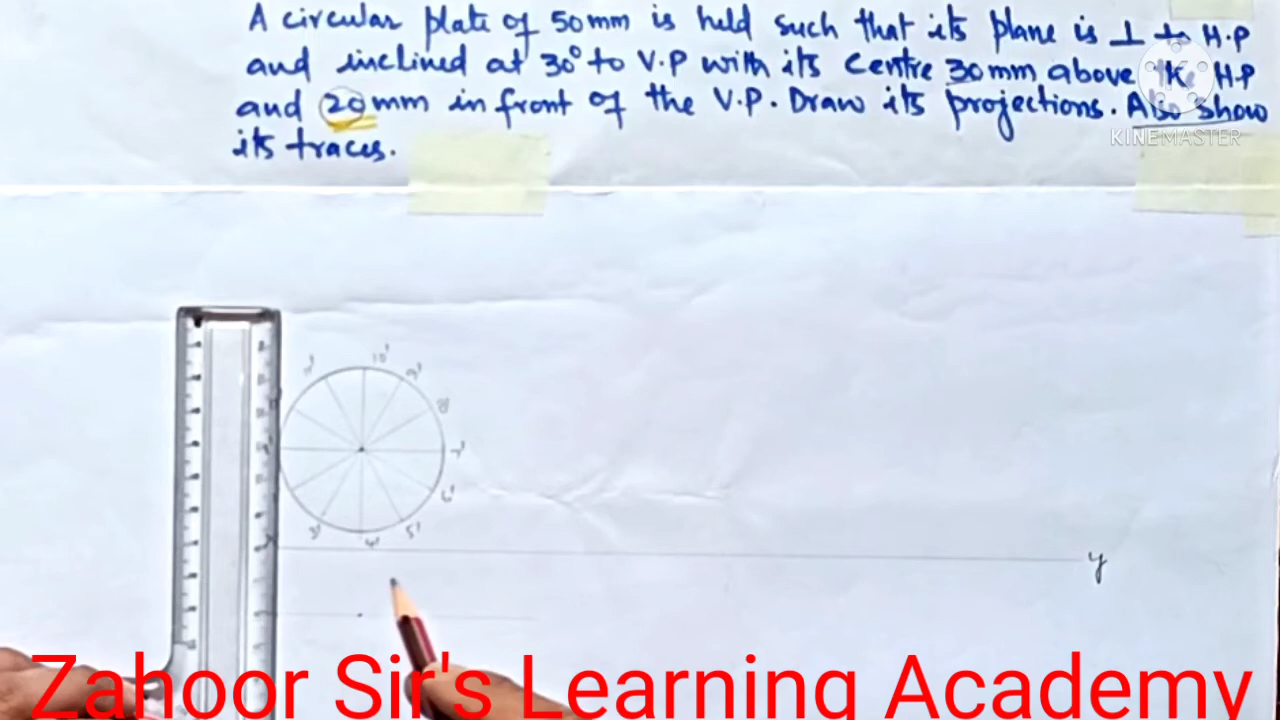 A circular plate of 50mm is held such that its plane is ⊥ to H.P
and inclined at 30° to V.P with its centre 30mm above H.P
and 20mm in front of the V.P. Draw its projections. Also show
its traces.
KINEMASTER
10'
9'
8
7'
6'
5'
4'
3'
y
Zahoor Sir's Learning Academy